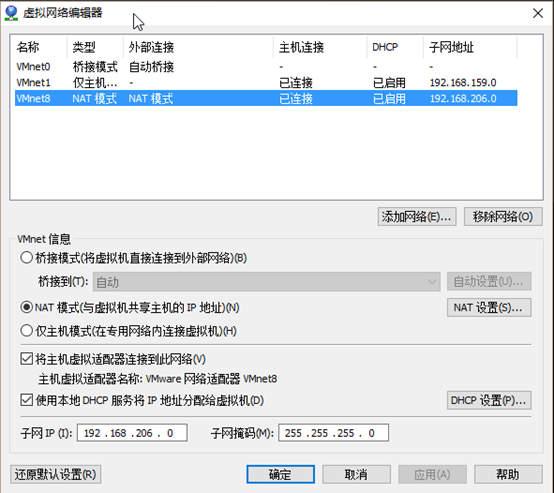 虚拟网络编辑器
名称 类型 外部连接 主机连接 DHCP 子网地址
VMnet0 桥接模式 自动桥接 - - -
VMnet1 仅主机... - 已连接 已启用 192.168.159.0
VMnet8 NAT 模式 NAT 模式 已连接 已启用 192.168.206.0
添加网络(E)... 移除网络(O)
VMnet 信息
桥接模式(将虚拟机直接连接到外部网络)(B)
桥接到(T): 自动 自动设置(U)...
NAT 模式(与虚拟机共享主机的 IP 地址)(N) NAT 设置(S)...
仅主机模式(在专用网络内连接虚拟机)(H)
将主机虚拟适配器连接到此网络(V)
主机虚拟适配器名称: VMware 网络适配器 VMnet8
使用本地 DHCP 服务将 IP 地址分配给虚拟机(D) DHCP 设置(P)...
子网 IP (I): 192 .168 .206 . 0 子网掩码(M): 255 .255 .255 . 0
还原默认设置(R) 确定 取消 应用(A) 帮助